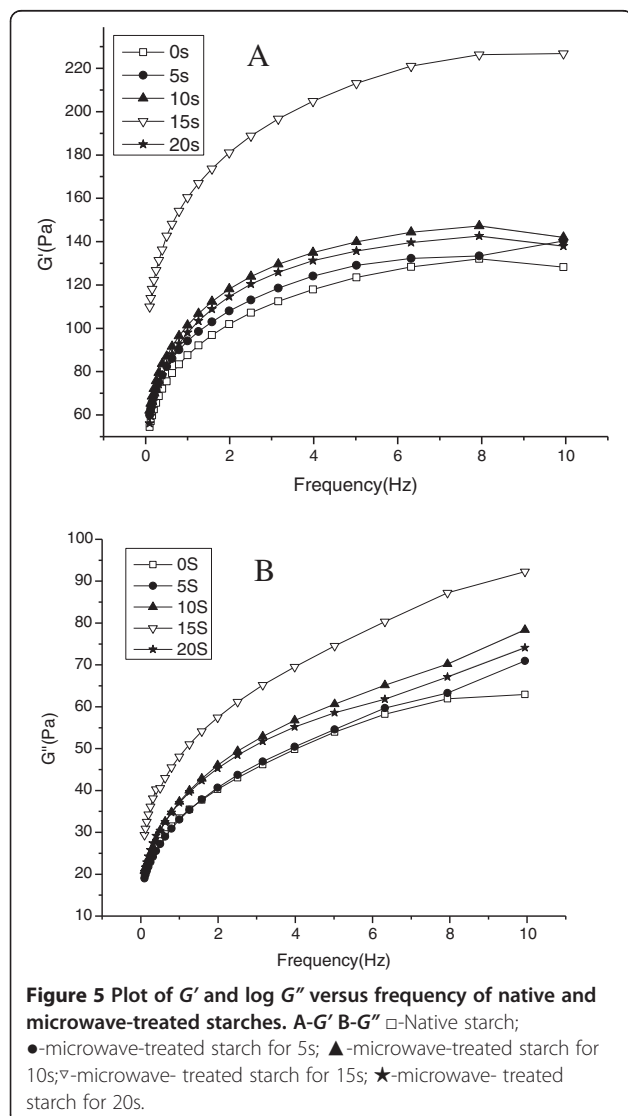 A
0s
5s
10s
15s
20s
220
200
180
160
140
120
100
80
60
G'(Pa)
0 2 4 6 8 10
Frequency(Hz)
B
0S
5S
10S
15S
20S
100
90
80
70
60
50
40
30
20
10
G"(Pa)
0 2 4 6 8 10
Frequency(Hz)
Figure 5 Plot of G′ and log G″ versus frequency of native and
microwave-treated starches. A-G′ B-G″ □-Native starch;
●-microwave-treated starch for 5s; ▲-microwave-treated starch for
10s;▿-microwave- treated starch for 15s; ★-microwave- treated
starch for 20s.